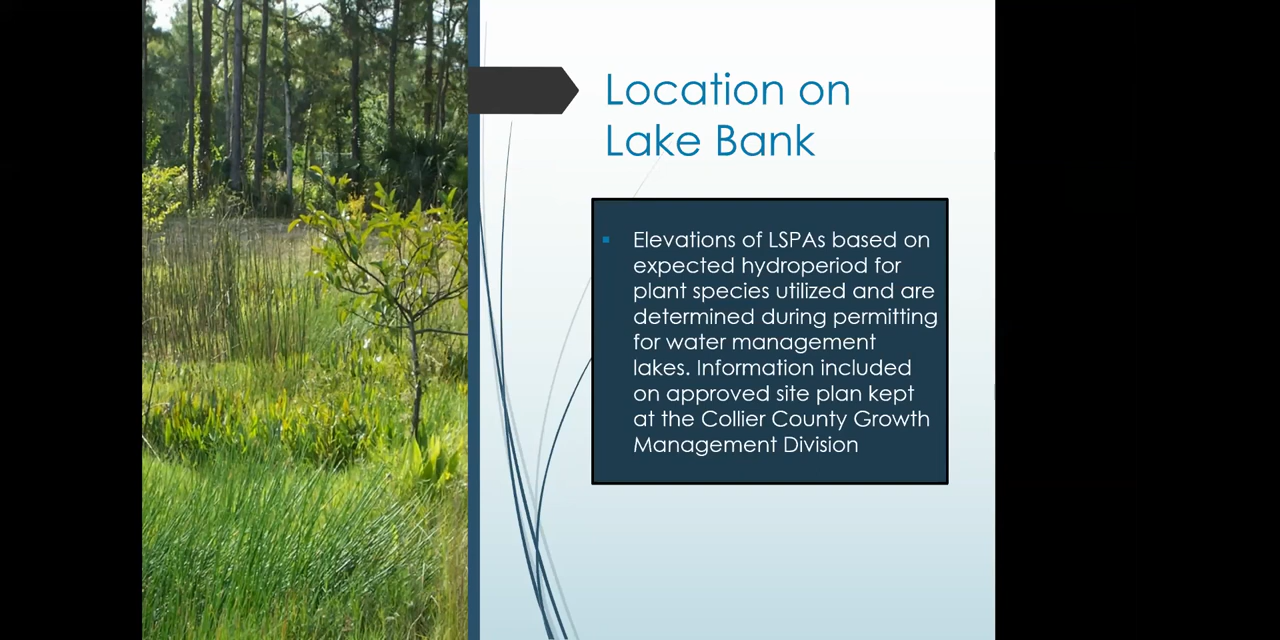 Location on
Lake Bank
Elevations of LSPAs based on
expected hydroperiod for
plant species utilized and are
determined during permitting
for water management
lakes. Information included
on approved site plan kept
at the Collier County Growth
Management Division